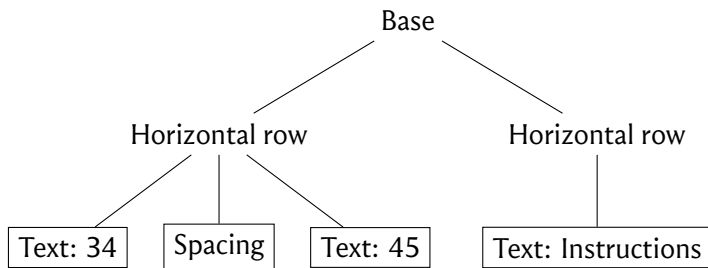 Base
Horizontal row Horizontal row
Text: 34 Spacing Text: 45 Text: Instructions